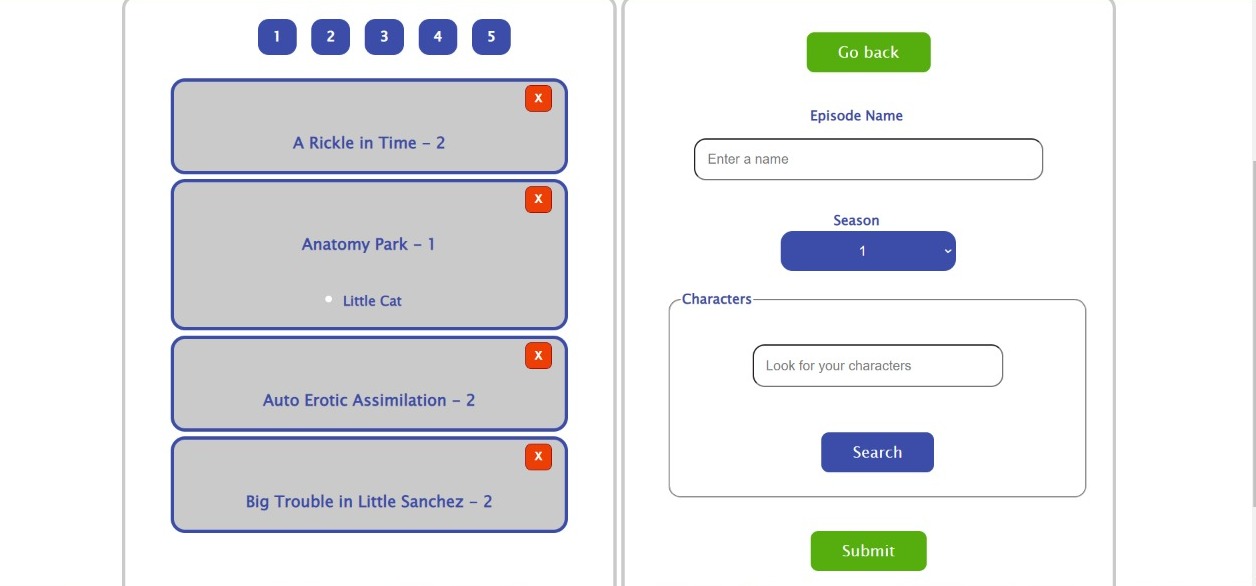 1 2 3 4 5
X
A Rickle in Time – 2
X
Anatomy Park – 1
Little Cat
X
Auto Erotic Assimilation – 2
X
Big Trouble in Little Sanchez – 2
Go back
Episode Name
Enter a name
Season
1
Characters
Look for your characters
Search
Submit